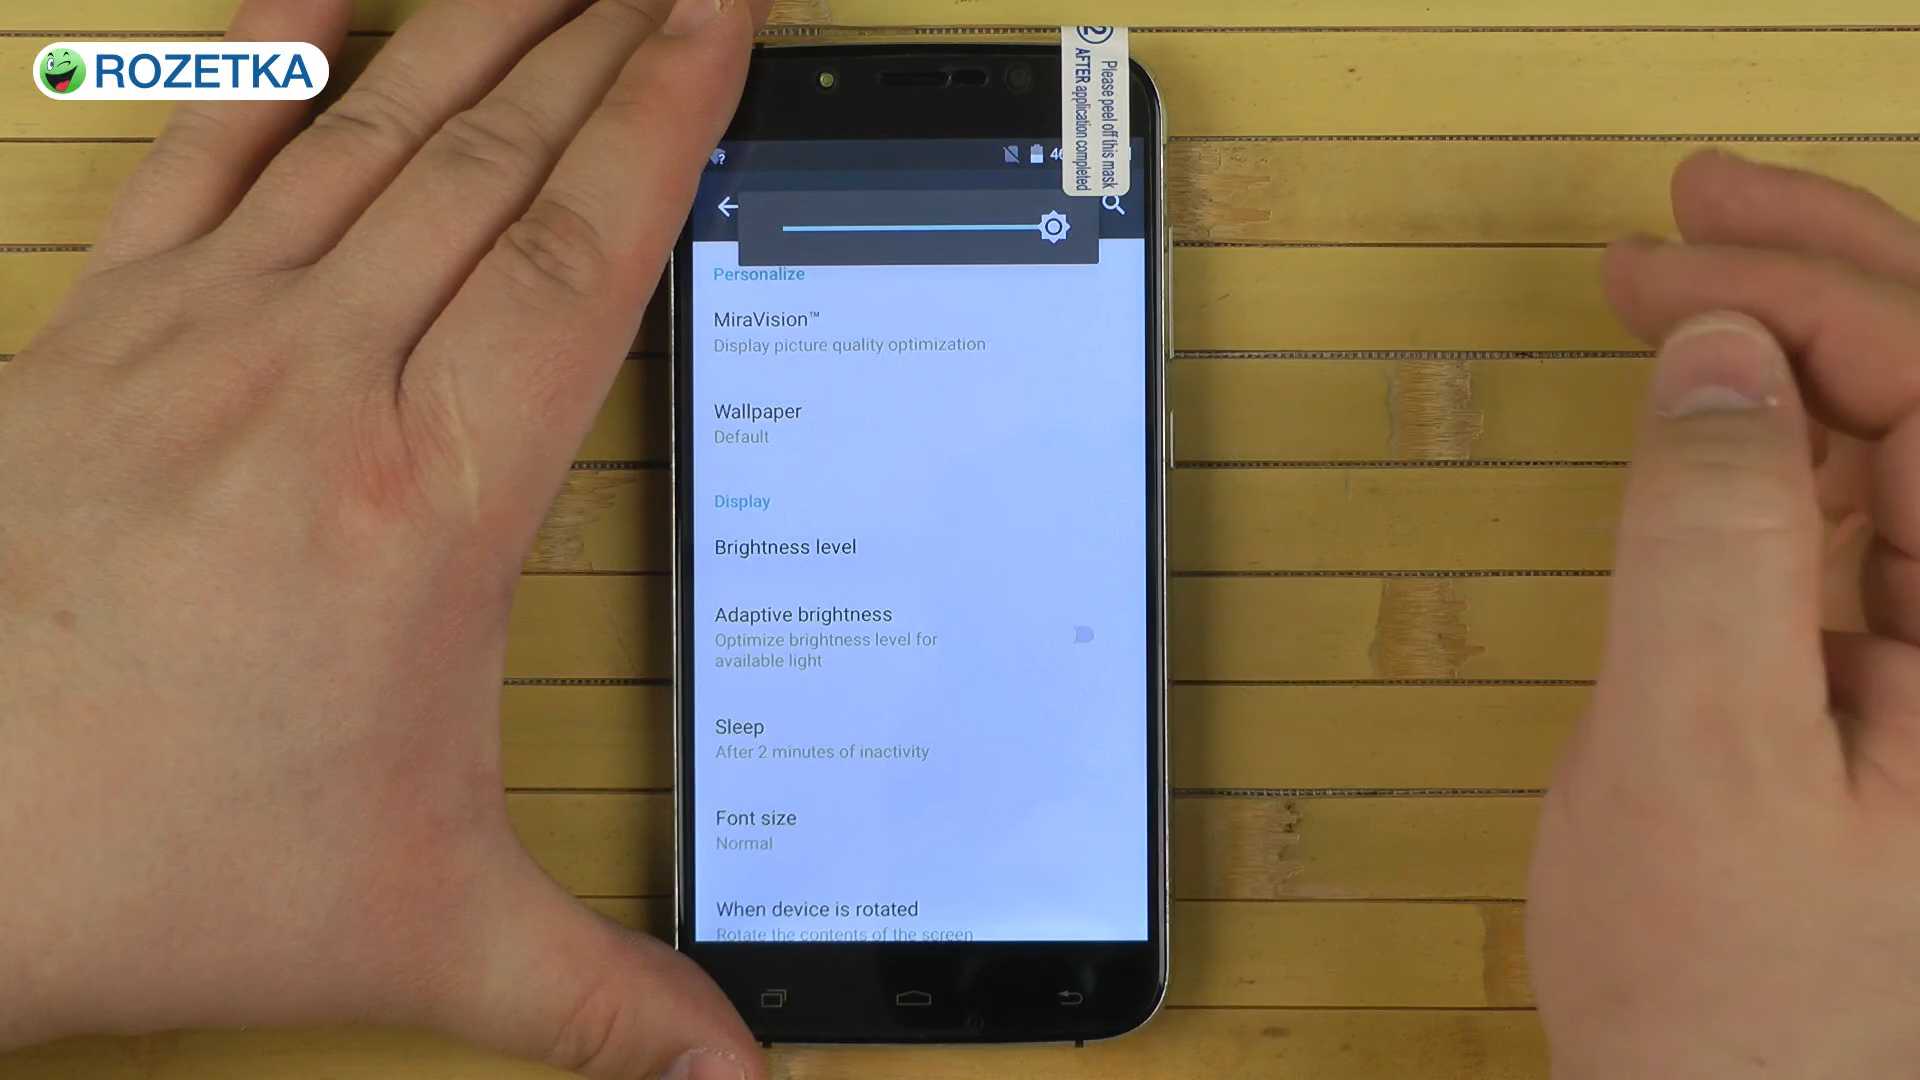 ROZETKA
2
Please peel off this mask
AFTER application completed
Personalize
MiraVision™
Display picture quality optimization
Wallpaper
Default
Display
Brightness level
Adaptive brightness
Optimize brightness level for
available light
Sleep
After 2 minutes of inactivity
Font size
Normal
When device is rotated
Rotate the contents of the screen